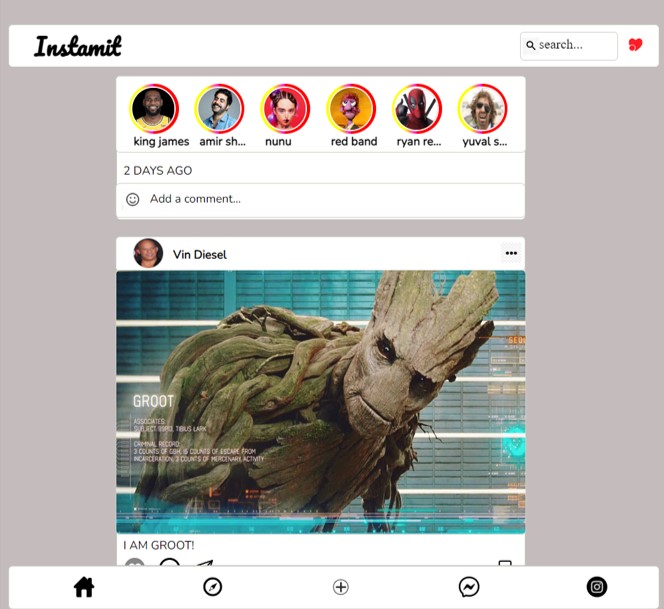 Instamit
search...
king james amir sh... nunu red band ryan re... yuval s...
2 DAYS AGO
Add a comment...
Vin Diesel
GROOT
ASSOCIATES:
CRIMINAL RECORD:
3 COUNTS OF GBH, 15 COUNTS OF ESCAPE FROM
INCARCERATION, 3 COUNTS OF MERCENARY ACTIVITY
I AM GROOT!